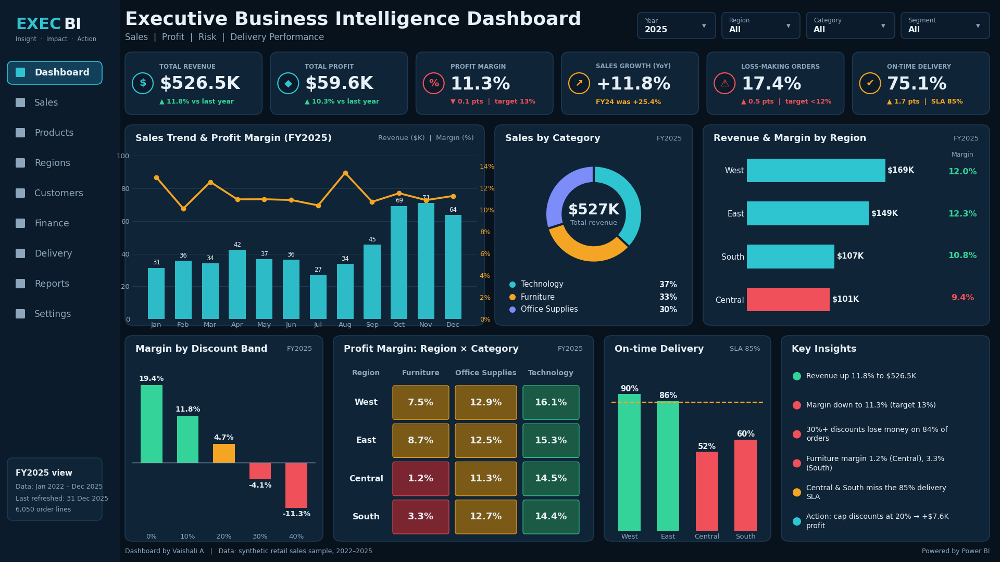 EXEC BI
Insight · Impact · Action
Dashboard
Sales
Products
Regions
Customers
Finance
Delivery
Reports
Settings
FY2025 view
Data: Jan 2022 – Dec 2025
Last refreshed: 31 Dec 2025
6,050 order lines
Executive Business Intelligence Dashboard
Sales | Profit | Risk | Delivery Performance
Year
2025 ▼
Region
All ▼
Category
All ▼
Segment
All ▼
TOTAL REVENUE
$ $526.5K
▲ 11.8% vs last year
TOTAL PROFIT
◆ $59.6K
▲ 10.3% vs last year
PROFIT MARGIN
% 11.3%
▼ 0.1 pts | target 13%
SALES GROWTH (YoY)
↗ +11.8%
FY24 was +25.4%
LOSS-MAKING ORDERS
⚠ 17.4%
▲ 0.5 pts | target <12%
ON-TIME DELIVERY
✔ 75.1%
▲ 1.7 pts | SLA 85%
Sales Trend & Profit Margin (FY2025) Revenue ($K) | Margin (%)
100
80
60
40
20
0
14%
12%
10%
8%
6%
4%
2%
0%
31 36 34 42 37 36 27 34 45 69 71 64
Jan Feb Mar Apr May Jun Jul Aug Sep Oct Nov Dec
Sales by Category FY2025
$527K
Total revenue
Technology 37%
Furniture 33%
Office Supplies 30%
Revenue & Margin by Region FY2025
Margin
West $169K 12.0%
East $149K 12.3%
South $107K 10.8%
Central $101K 9.4%
Margin by Discount Band FY2025
19.4%
11.8%
4.7%
-4.1%
-11.3%
0% 10% 20% 30% 40%
Profit Margin: Region × Category FY2025
Region Furniture Office Supplies Technology
West 7.5% 12.9% 16.1%
East 8.7% 12.5% 15.3%
Central 1.2% 11.3% 14.5%
South 3.3% 12.7% 14.4%
On-time Delivery SLA 85%
90% 86% 52% 60%
West East Central South
Key Insights
Revenue up 11.8% to $526.5K
Margin down to 11.3% (target 13%)
30%+ discounts lose money on 84% of
orders
Furniture margin 1.2% (Central), 3.3%
(South)
Central & South miss the 85% delivery
SLA
Action: cap discounts at 20% → +$7.6K
profit
Dashboard by Vaishali A | Data: synthetic retail sales sample, 2022–2025
Powered by Power BI